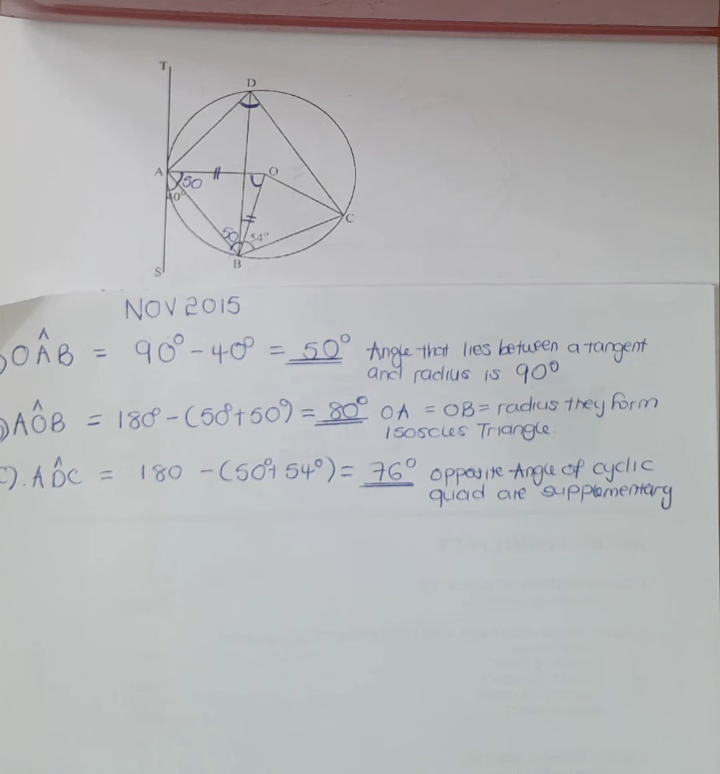 T
D
A
50
O
40°
C
50
54°
B
S
NOV 2015
)OÂB = 90° - 40° = 50° Angle that lies between a tangent
and radius is 90°
)AÔB = 180° - (50° + 50°) = 80° OA = OB = radius they form
isoscles Triangle.
C). AD̂C = 180 - (50° + 54°) = 76° opposite Angle of cyclic
quad are supplementery